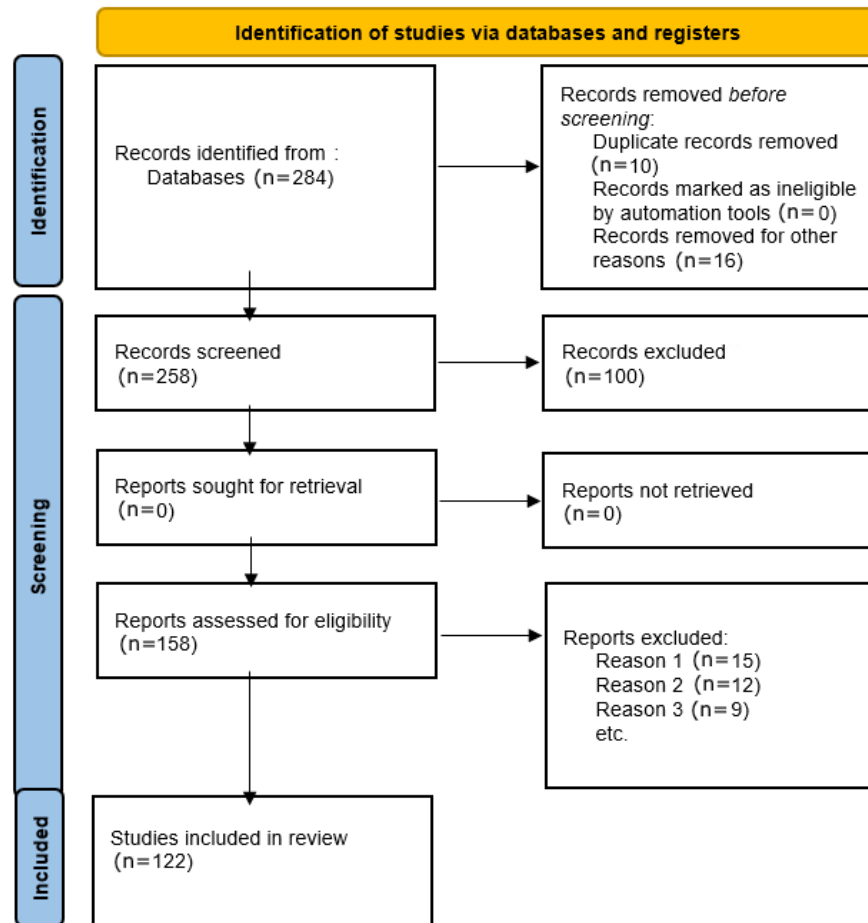 Identification of studies via databases and registers
Identification
Records identified from :
Databases (n=284)
Records removed before
screening:
Duplicate records removed
(n=10)
Records marked as ineligible
by automation tools (n=0)
Records removed for other
reasons (n=16)
Screening
Records screened
(n=258)
Records excluded
(n=100)
Reports sought for retrieval
(n=0)
Reports not retrieved
(n=0)
Reports assessed for eligibility
(n=158)
Reports excluded:
Reason 1 (n=15)
Reason 2 (n=12)
Reason 3 (n=9)
etc.
Included
Studies included in review
(n=122)